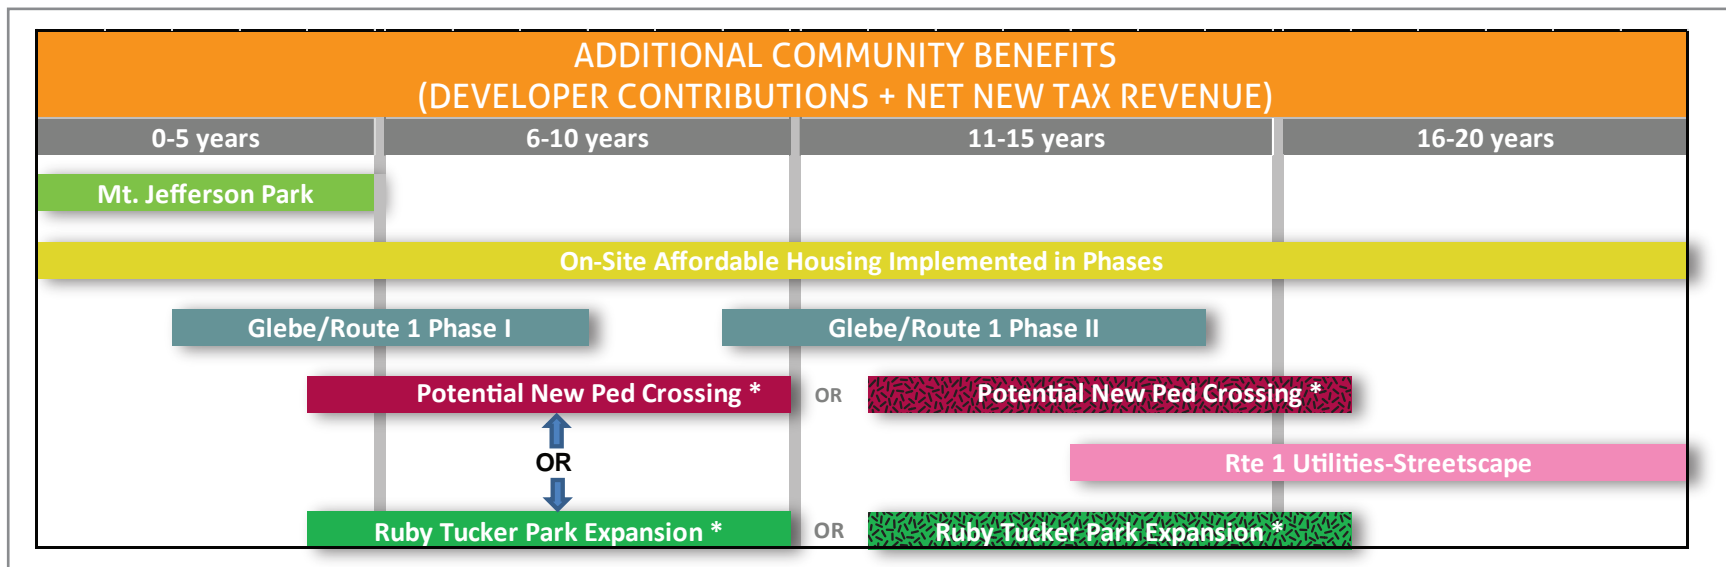 ADDITIONAL COMMUNITY BENEFITS
(DEVELOPER CONTRIBUTIONS + NET NEW TAX REVENUE)
0-5 years
6-10 years
11-15 years
16-20 years
Mt. Jefferson Park
On-Site Affordable Housing Implemented in Phases
Glebe/Route 1 Phase I
Glebe/Route 1 Phase II
Potential New Ped Crossing *
OR
Potential New Ped Crossing *
OR
Rte 1 Utilities-Streetscape
Ruby Tucker Park Expansion *
OR
Ruby Tucker Park Expansion *